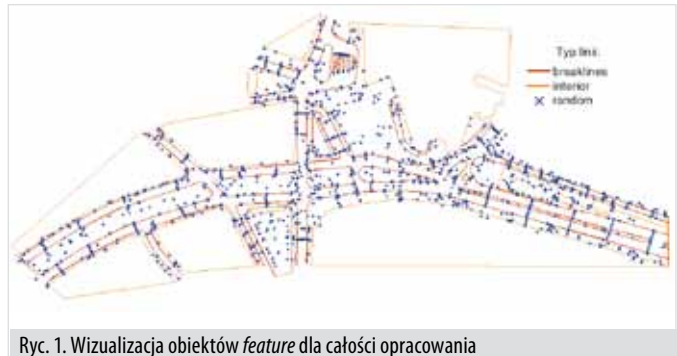 Typ linii:
breaklines
interior
random
Ryc. 1. Wizualizacja obiektów feature dla całości opracowania